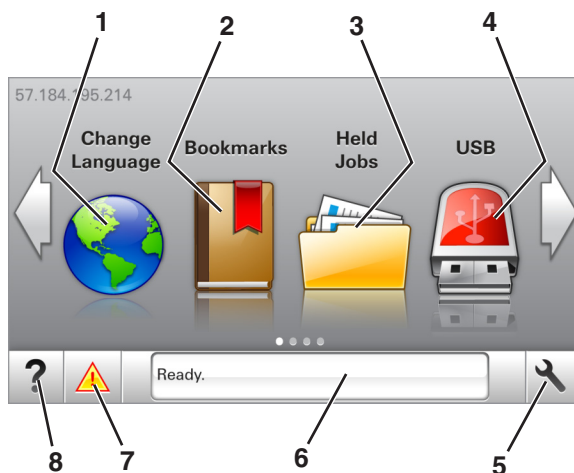 1 2 3 4
57.184.195.214
Change Language
Bookmarks
Held Jobs
USB
?
Ready.
8 7 6 5